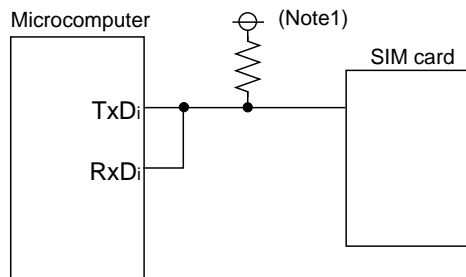 Microcomputer
(Note1)
SIM card
TxDi
RxDi